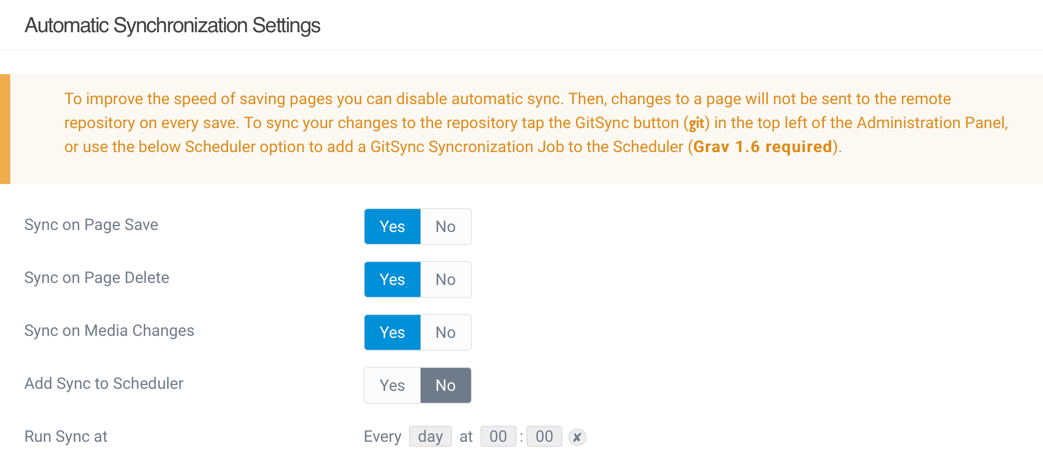 Automatic Synchronization Settings
To improve the speed of saving pages you can disable automatic sync. Then, changes to a page will not be sent to the remote
repository on every save. To sync your changes to the repository tap the GitSync button (git) in the top left of the Administration Panel,
or use the below Scheduler option to add a GitSync Syncronization Job to the Scheduler (Grav 1.6 required).
Sync on Page Save Yes No
Sync on Page Delete Yes No
Sync on Media Changes Yes No
Add Sync to Scheduler Yes No
Run Sync at Every day at 00 : 00 ✘